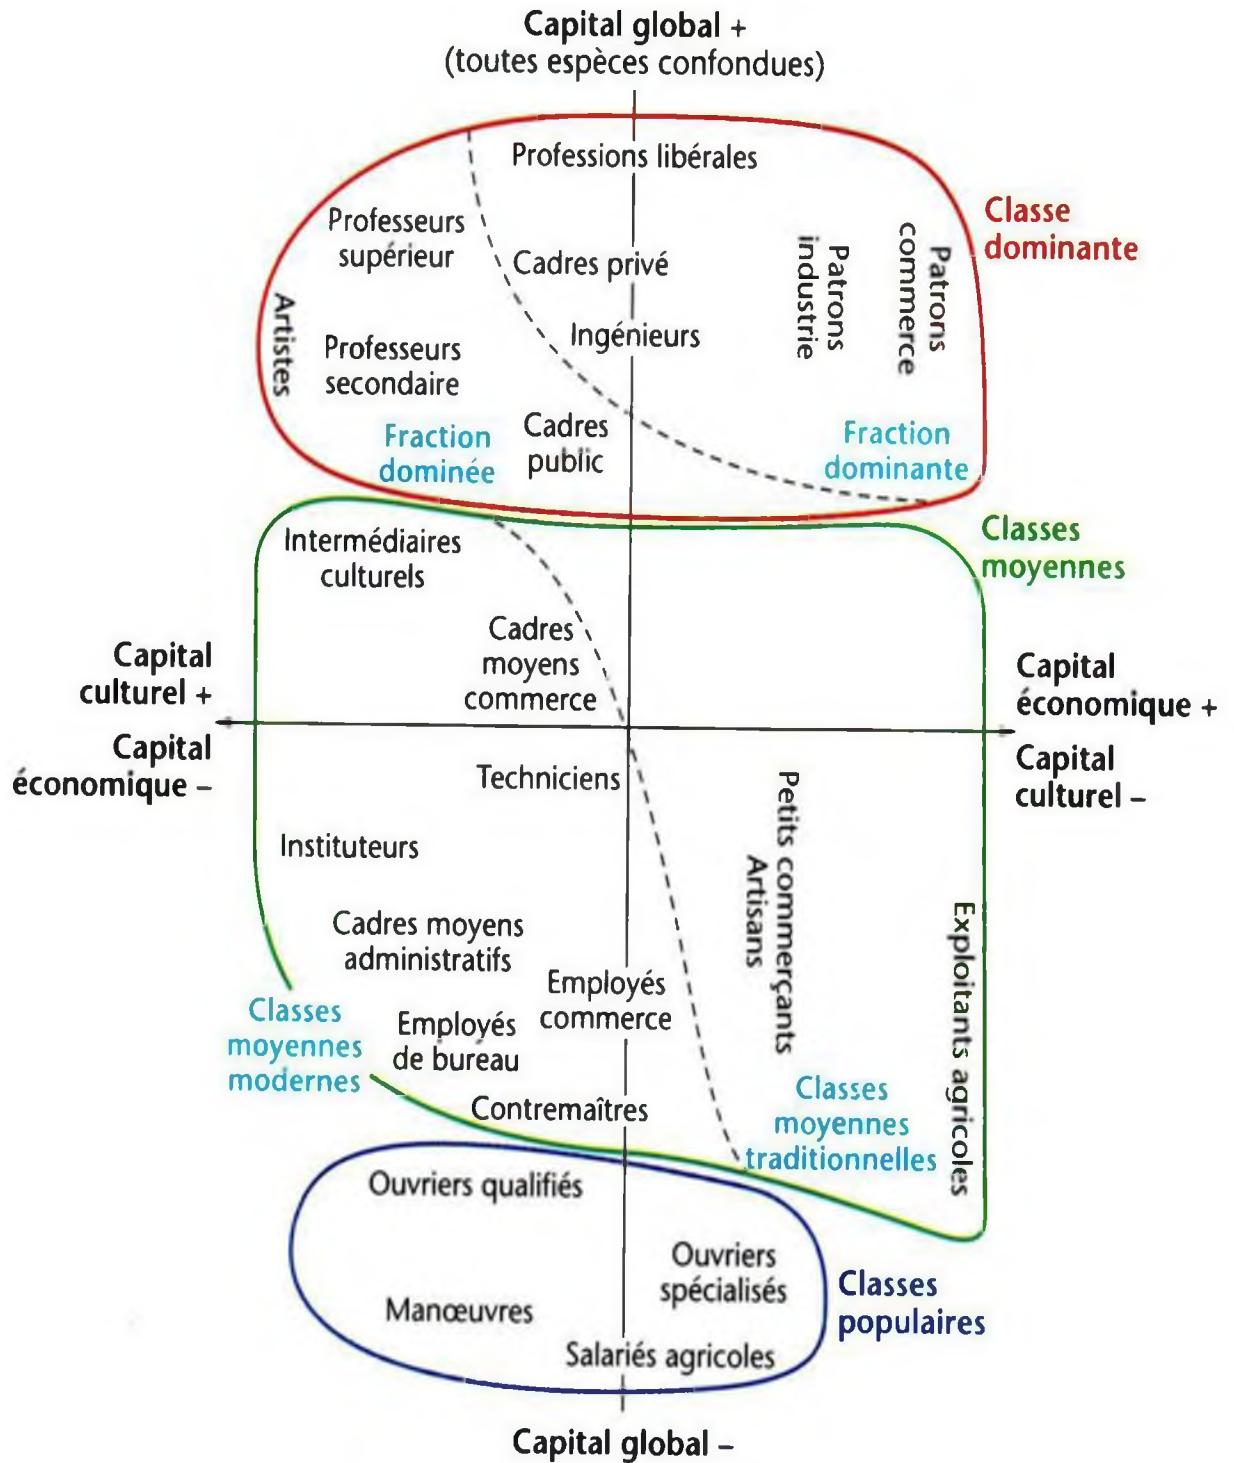 Capital global +
(toutes espèces confondues)
Professions libérales
Classe
dominante
Professeurs
supérieur
Cadres privé
Patrons
industrie
Patrons
commerce
Artistes
Ingénieurs
Professeurs
secondaire
Fraction
dominée
Cadres
public
Fraction
dominante
Classes
moyennes
Intermédiaires
culturels
Cadres
moyens
commerce
Capital
culturel +
Capital
économique +
Capital
économique –
Capital
culturel –
Techniciens
Petits commerçants
Artisans
Instituteurs
Exploitants agricoles
Cadres moyens
administratifs
Employés
commerce
Classes
moyennes
modernes
Employés
de bureau
Classes
moyennes
traditionnelles
Contremaîtres
Ouvriers qualifiés
Ouvriers
spécialisés
Classes
populaires
Manœuvres
Salariés agricoles
Capital global –